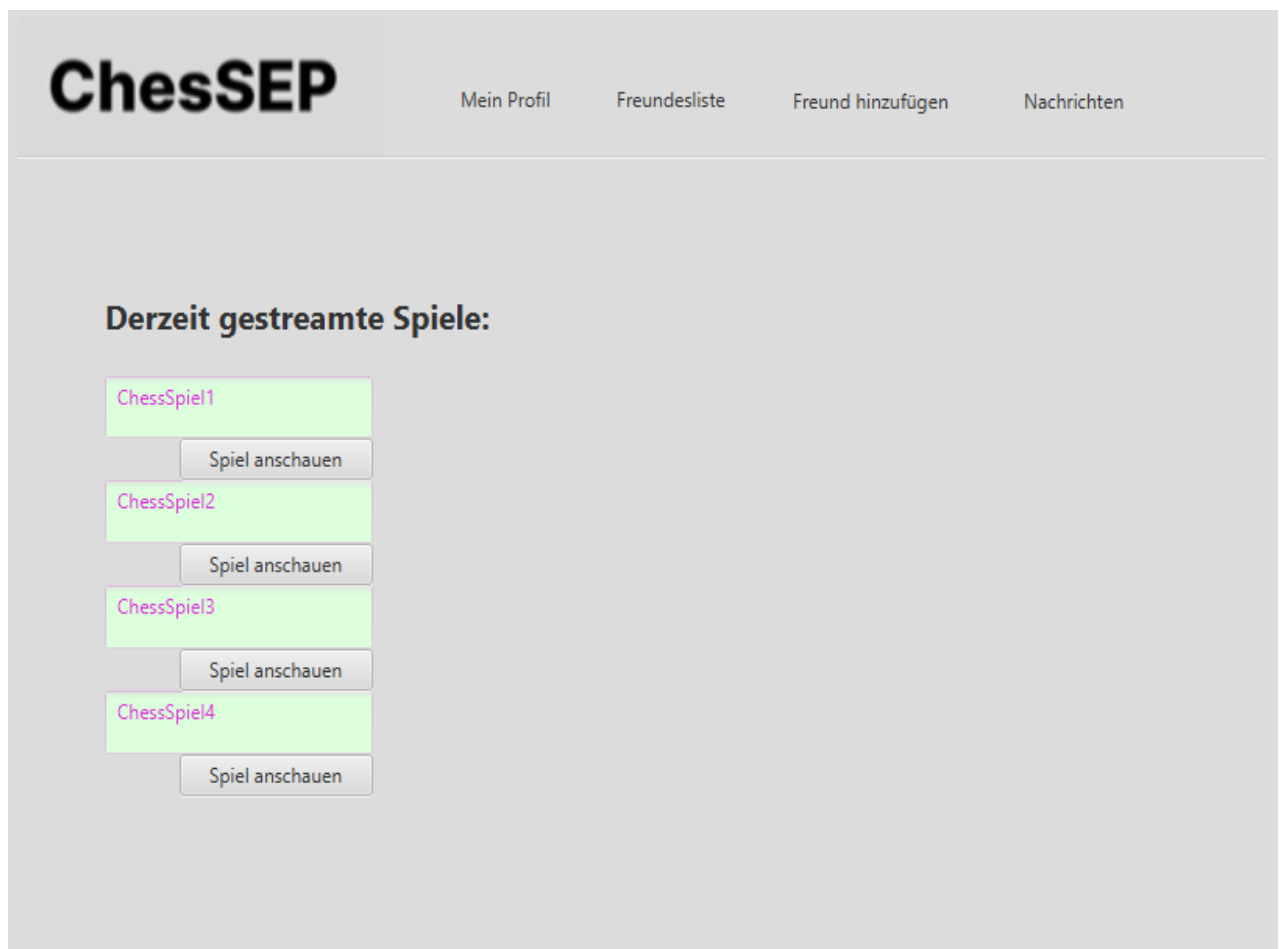 ChesSEP
Mein Profil Freundesliste Freund hinzufügen Nachrichten
Derzeit gestreamte Spiele:
ChessSpiel1
Spiel anschauen
ChessSpiel2
Spiel anschauen
ChessSpiel3
Spiel anschauen
ChessSpiel4
Spiel anschauen